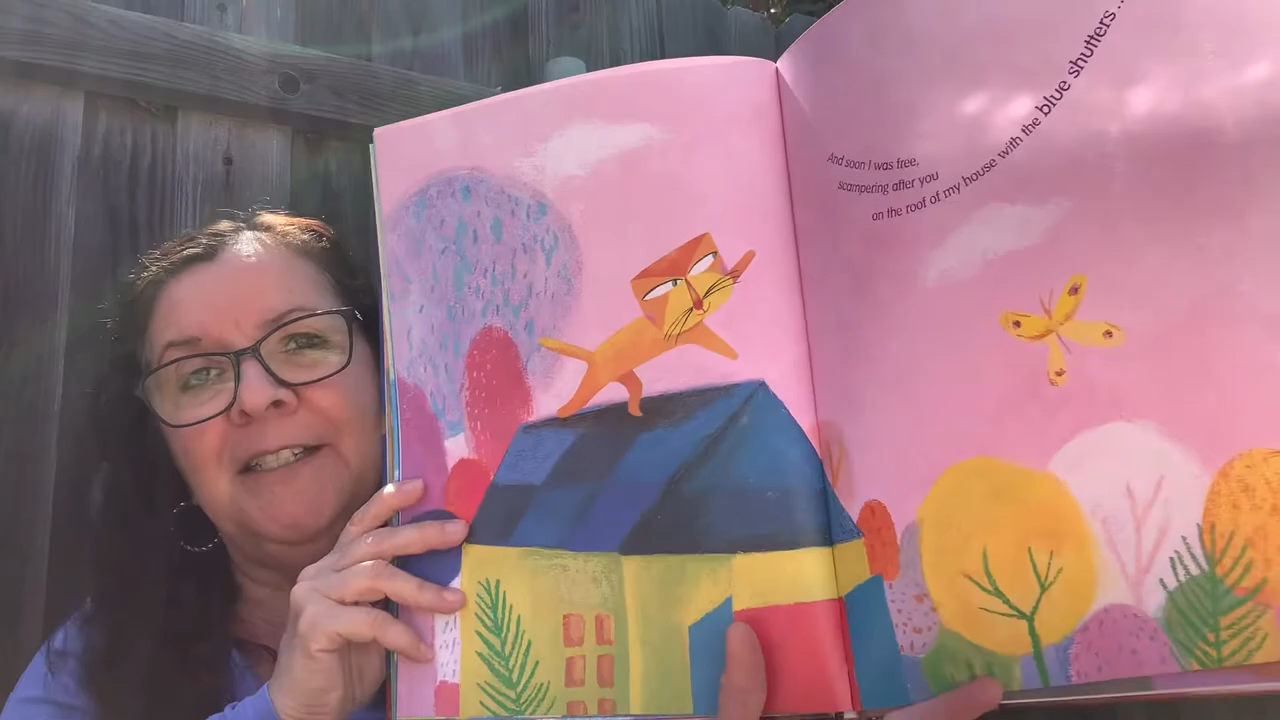 And soon I was free,
scampering after you
on the roof of my house with the blue shutters...